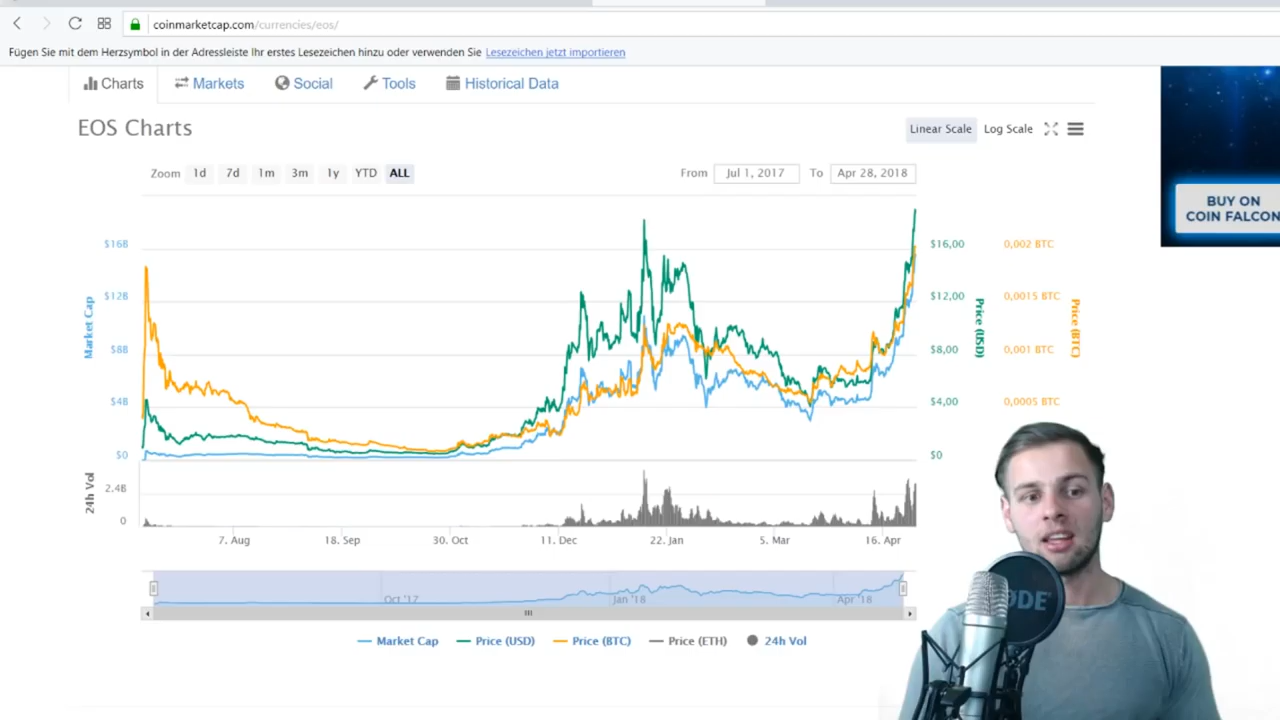 coinmarketcap.com/currencies/eos/
Fügen Sie mit dem Herzsymbol in der Adressleiste Ihr erstes Lesezeichen hinzu oder verwenden Sie Lesezeichen jetzt importieren
Charts Markets Social Tools Historical Data
EOS Charts
Linear Scale Log Scale
Zoom 1d 7d 1m 3m 1y YTD ALL From Jul 1, 2017 To Apr 28, 2018
BUY ON
COIN FALCON
$16B $16,00 0,002 BTC
$12B $12,00 0,0015 BTC
Market Cap Price (USD) Price (BTC)
$8B $8,00 0,001 BTC
$4B $4,00 0,0005 BTC
$0 $0
24h Vol
2.4B
0
7. Aug 18. Sep 30. Oct 11. Dec 22. Jan 5. Mar 16. Apr
Oct '17 Jan '18 Apr '18
Market Cap Price (USD) Price (BTC) Price (ETH) 24h Vol
RØDE